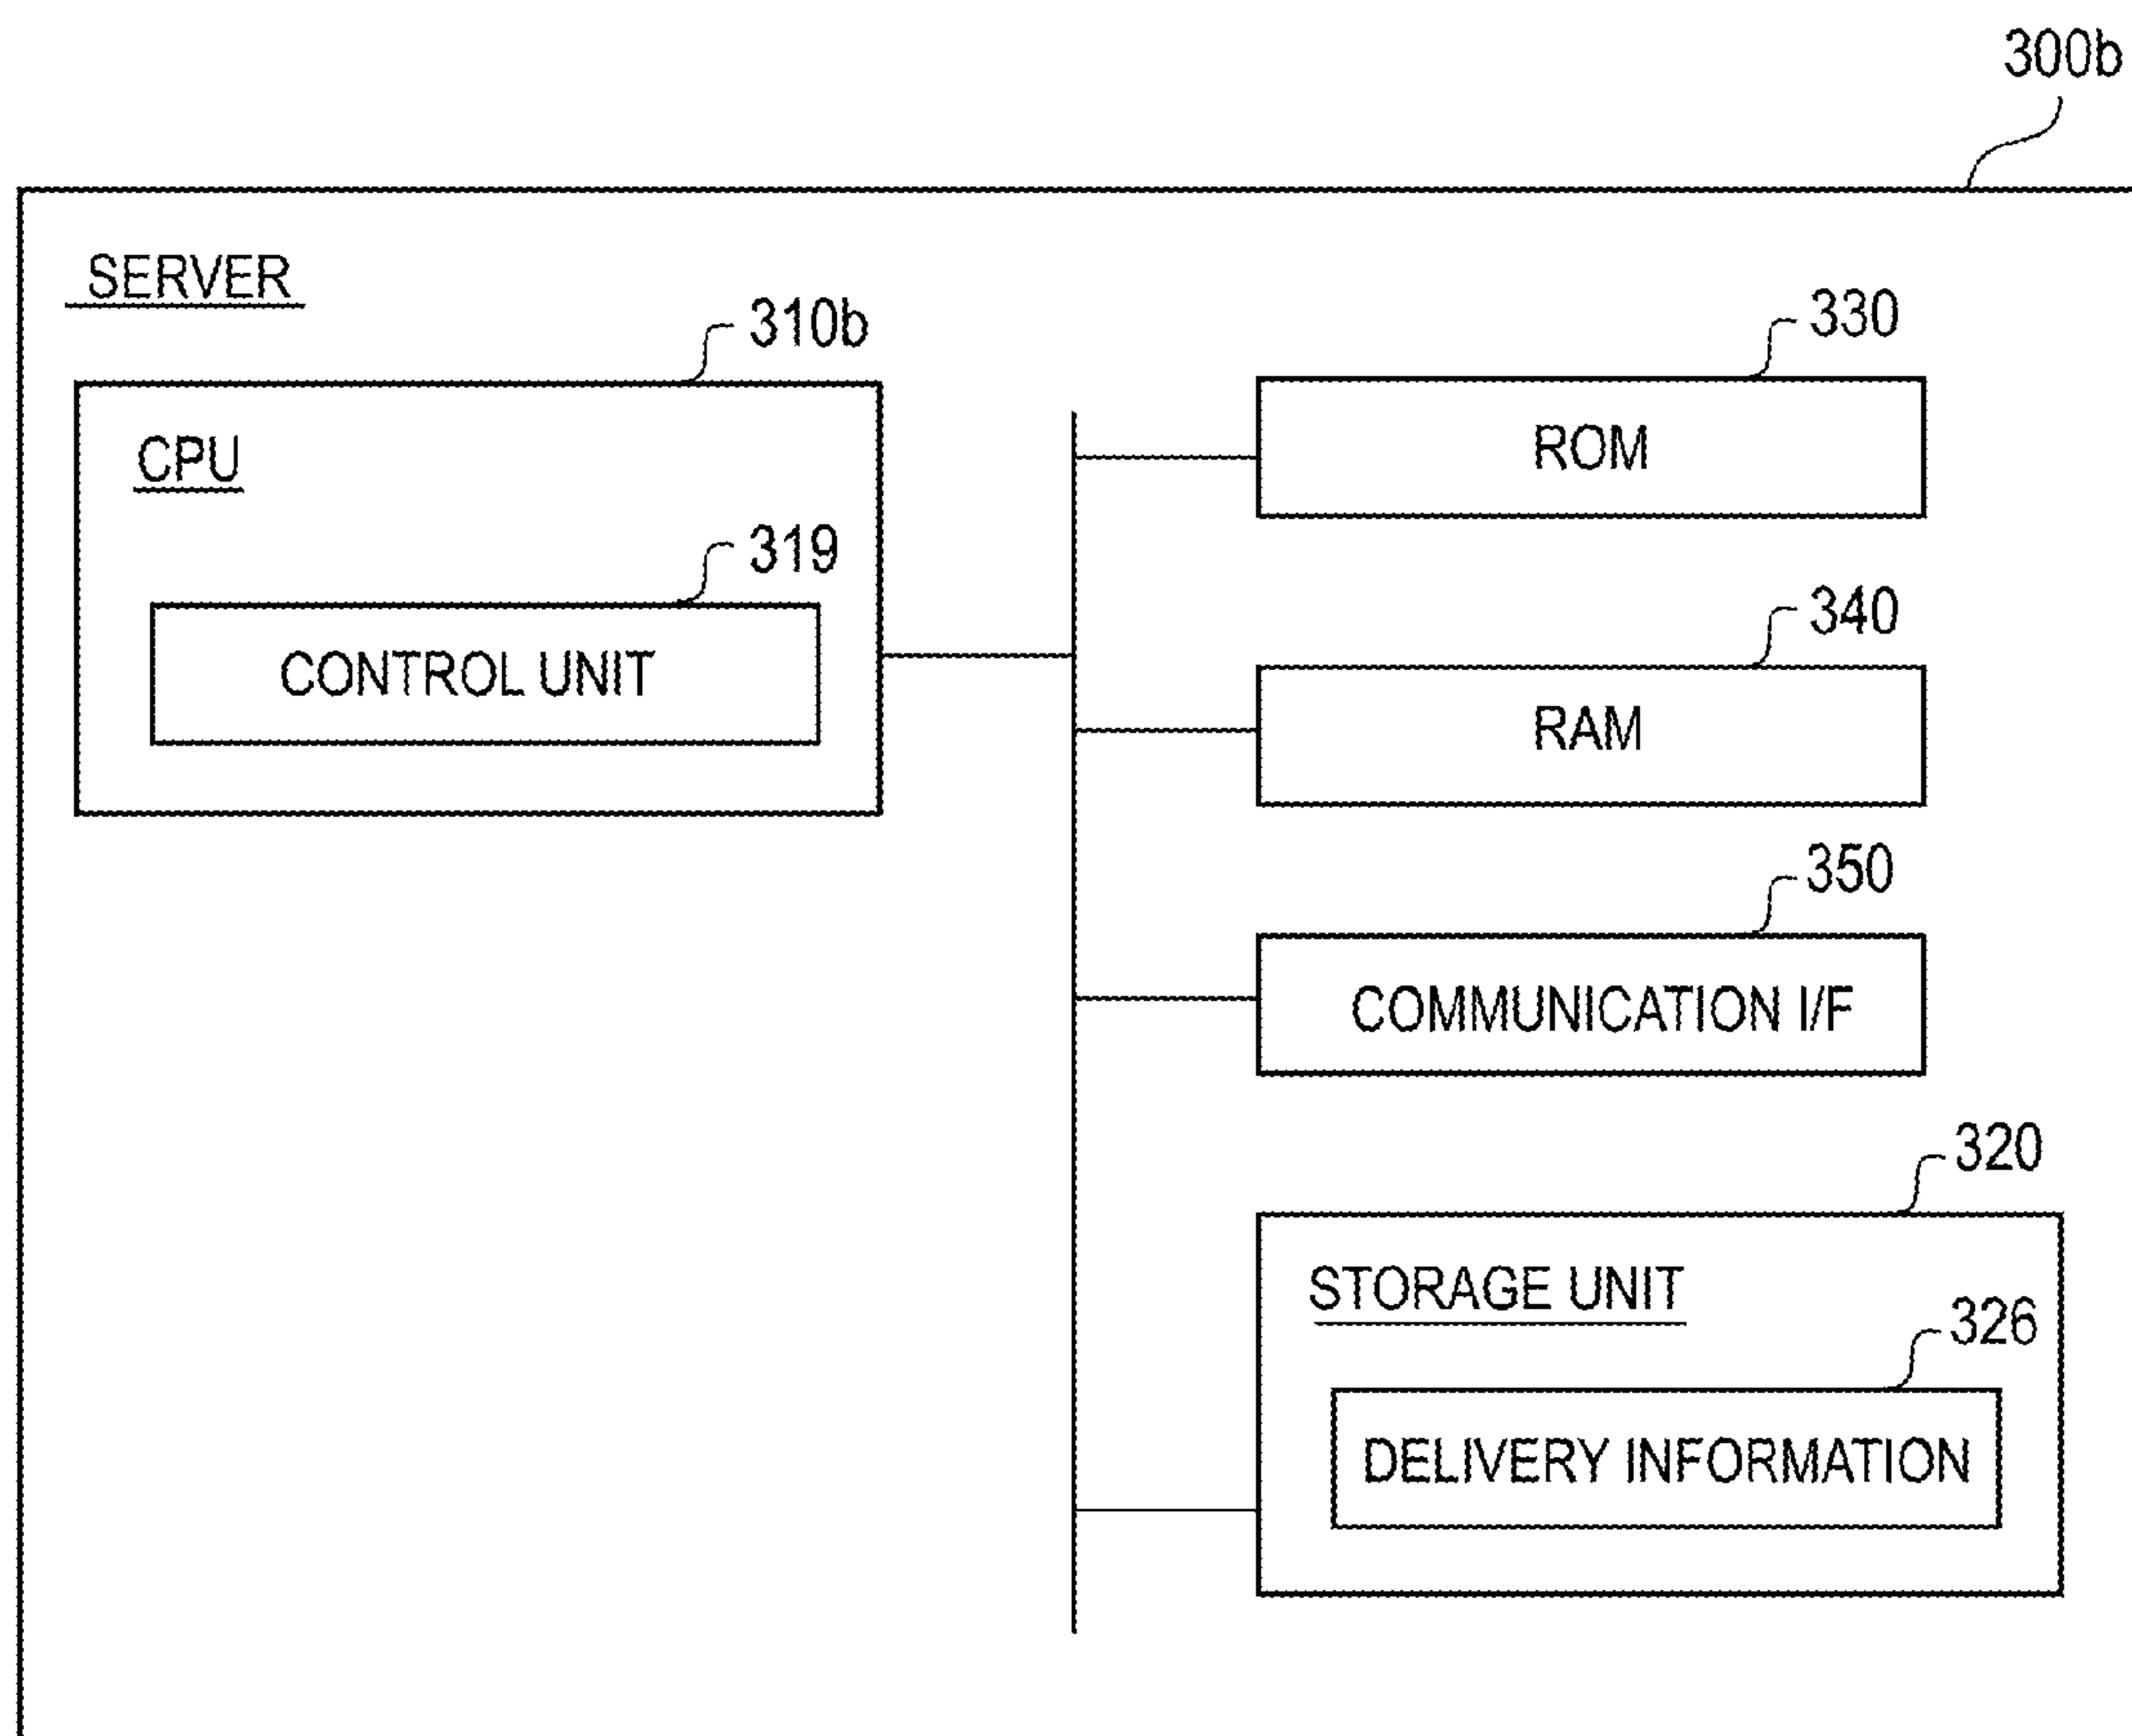 300b
SERVER
310b
CPU
319
CONTROL UNIT
330
ROM
340
RAM
350
COMMUNICATION I/F
320
STORAGE UNIT
326
DELIVERY INFORMATION